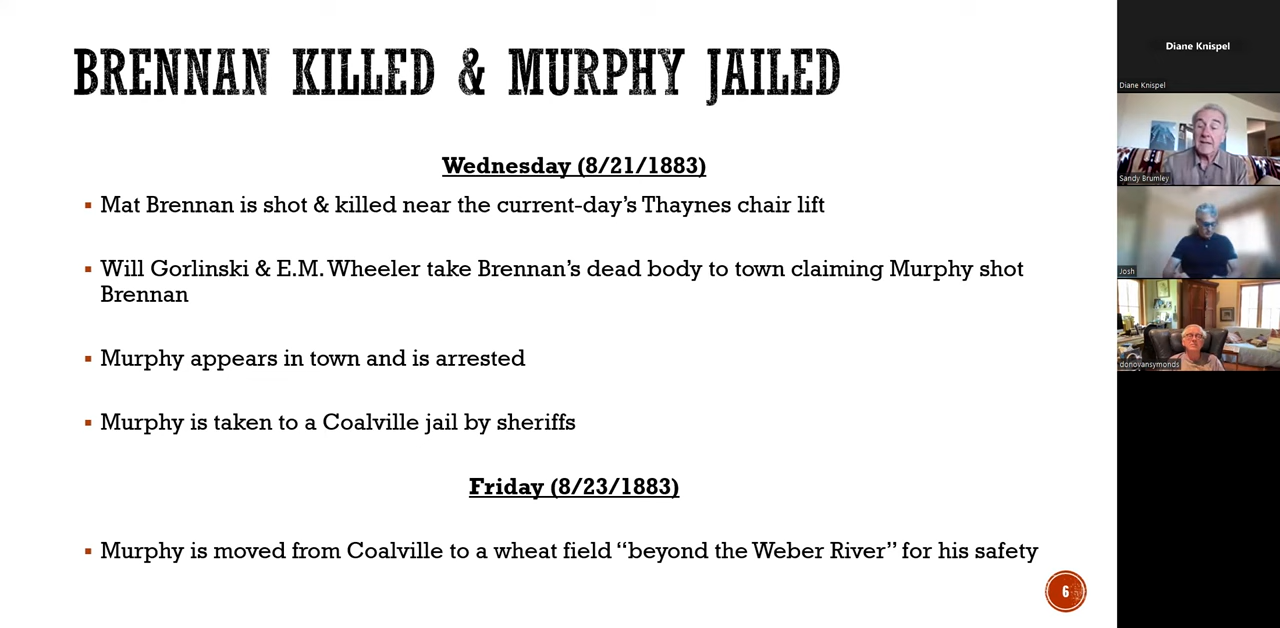 BRENNAN KILLED & MURPHY JAILED
Wednesday (8/21/1883)
▪ Mat Brennan is shot & killed near the current-day’s Thaynes chair lift
▪ Will Gorlinski & E.M. Wheeler take Brennan’s dead body to town claiming Murphy shot
Brennan
▪ Murphy appears in town and is arrested
▪ Murphy is taken to a Coalville jail by sheriffs
Friday (8/23/1883)
▪ Murphy is moved from Coalville to a wheat field “beyond the Weber River” for his safety
6
Diane Knispel
Diane Knispel
Sandy Brumley
Josh
donovansymonds